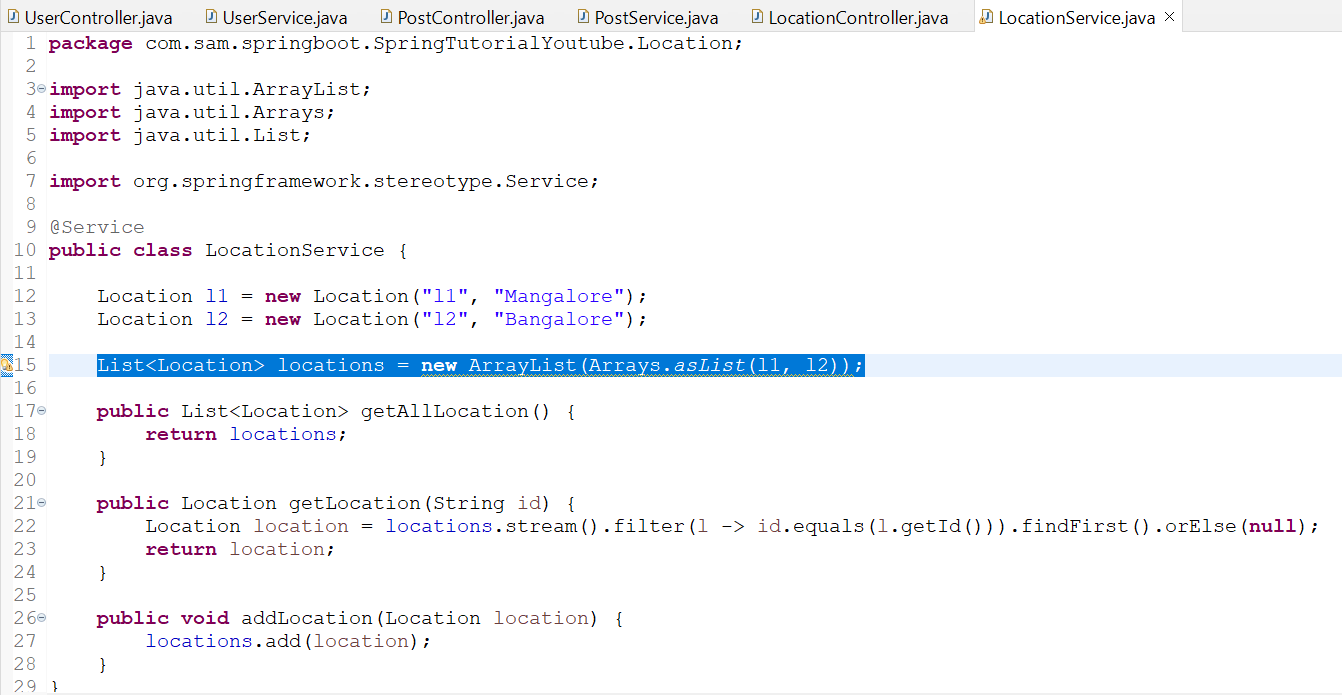 UserController.java UserService.java PostController.java PostService.java LocationController.java LocationService.java
1 package com.sam.springboot.SpringTutorialYoutube.Location;
2
3 import java.util.ArrayList;
4 import java.util.Arrays;
5 import java.util.List;
6
7 import org.springframework.stereotype.Service;
8
9 @Service
10 public class LocationService {
11
12     Location l1 = new Location("l1", "Mangalore");
13     Location l2 = new Location("l2", "Bangalore");
14
15     List<Location> locations = new ArrayList(Arrays.asList(l1, l2));
16
17     public List<Location> getAllLocation() {
18         return locations;
19     }
20
21     public Location getLocation(String id) {
22         Location location = locations.stream().filter(l -> id.equals(l.getId())).findFirst().orElse(null);
23         return location;
24     }
25
26     public void addLocation(Location location) {
27         locations.add(location);
28     }
29 }